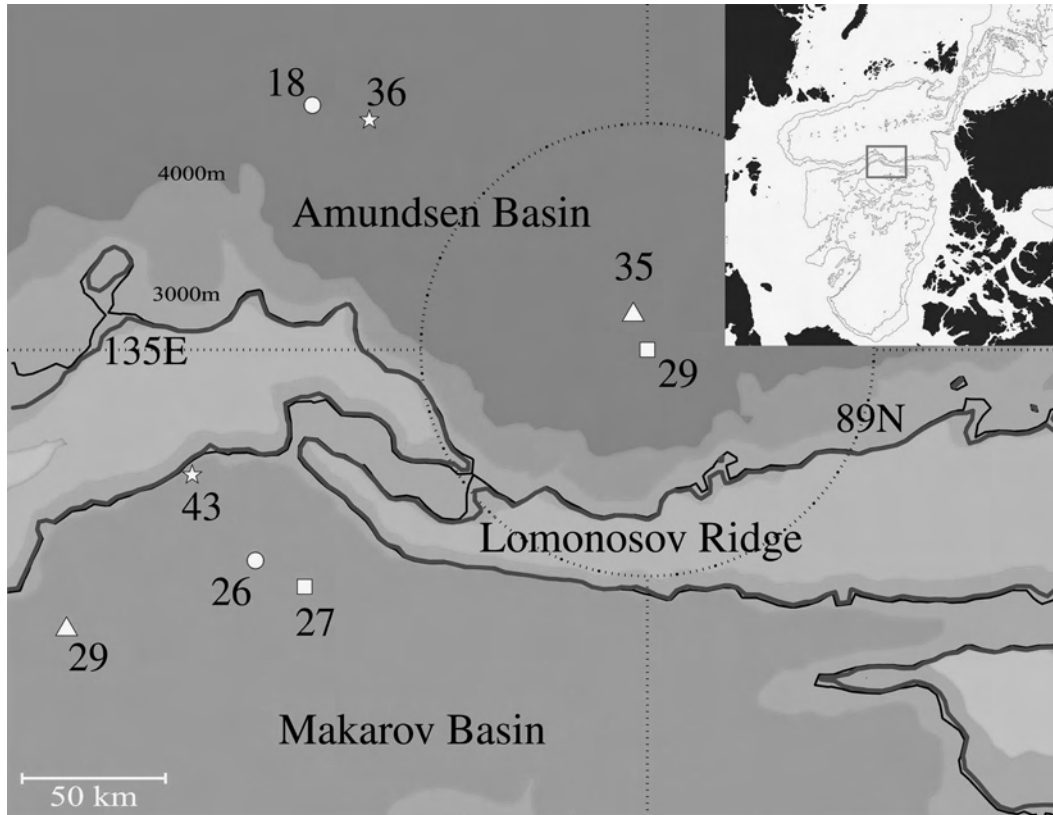 18
36
4000m
Amundsen Basin
35
3000m
135E
29
89N
43
Lomonosov Ridge
26
27
29
Makarov Basin
50 km